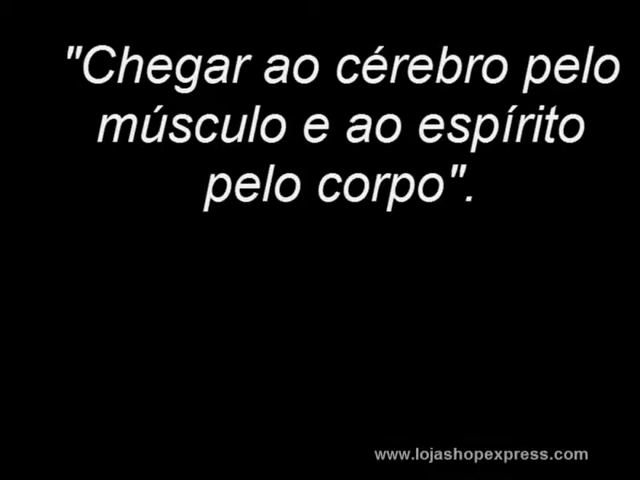 "Chegar ao cérebro pelo
músculo e ao espírito
pelo corpo".
www.lojashopexpress.com